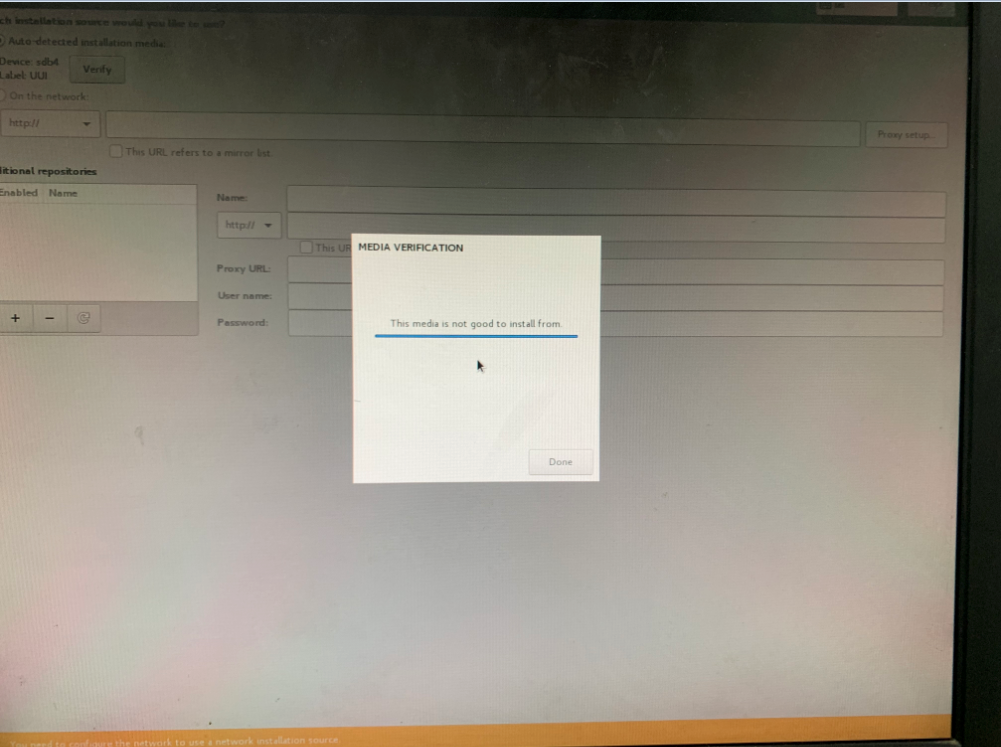 ch installation source would you like to use?
Auto-detected installation media:
Device: sdb4
Label: UUI
Verify
On the network:
http://
Proxy setup...
This URL refers to a mirror list.
itional repositories
Enabled Name
Name:
http://
This UR
Proxy URL:
User name:
Password:
+ −
MEDIA VERIFICATION
This media is not good to install from.
Done
You need to configure the network to use a network installation source.